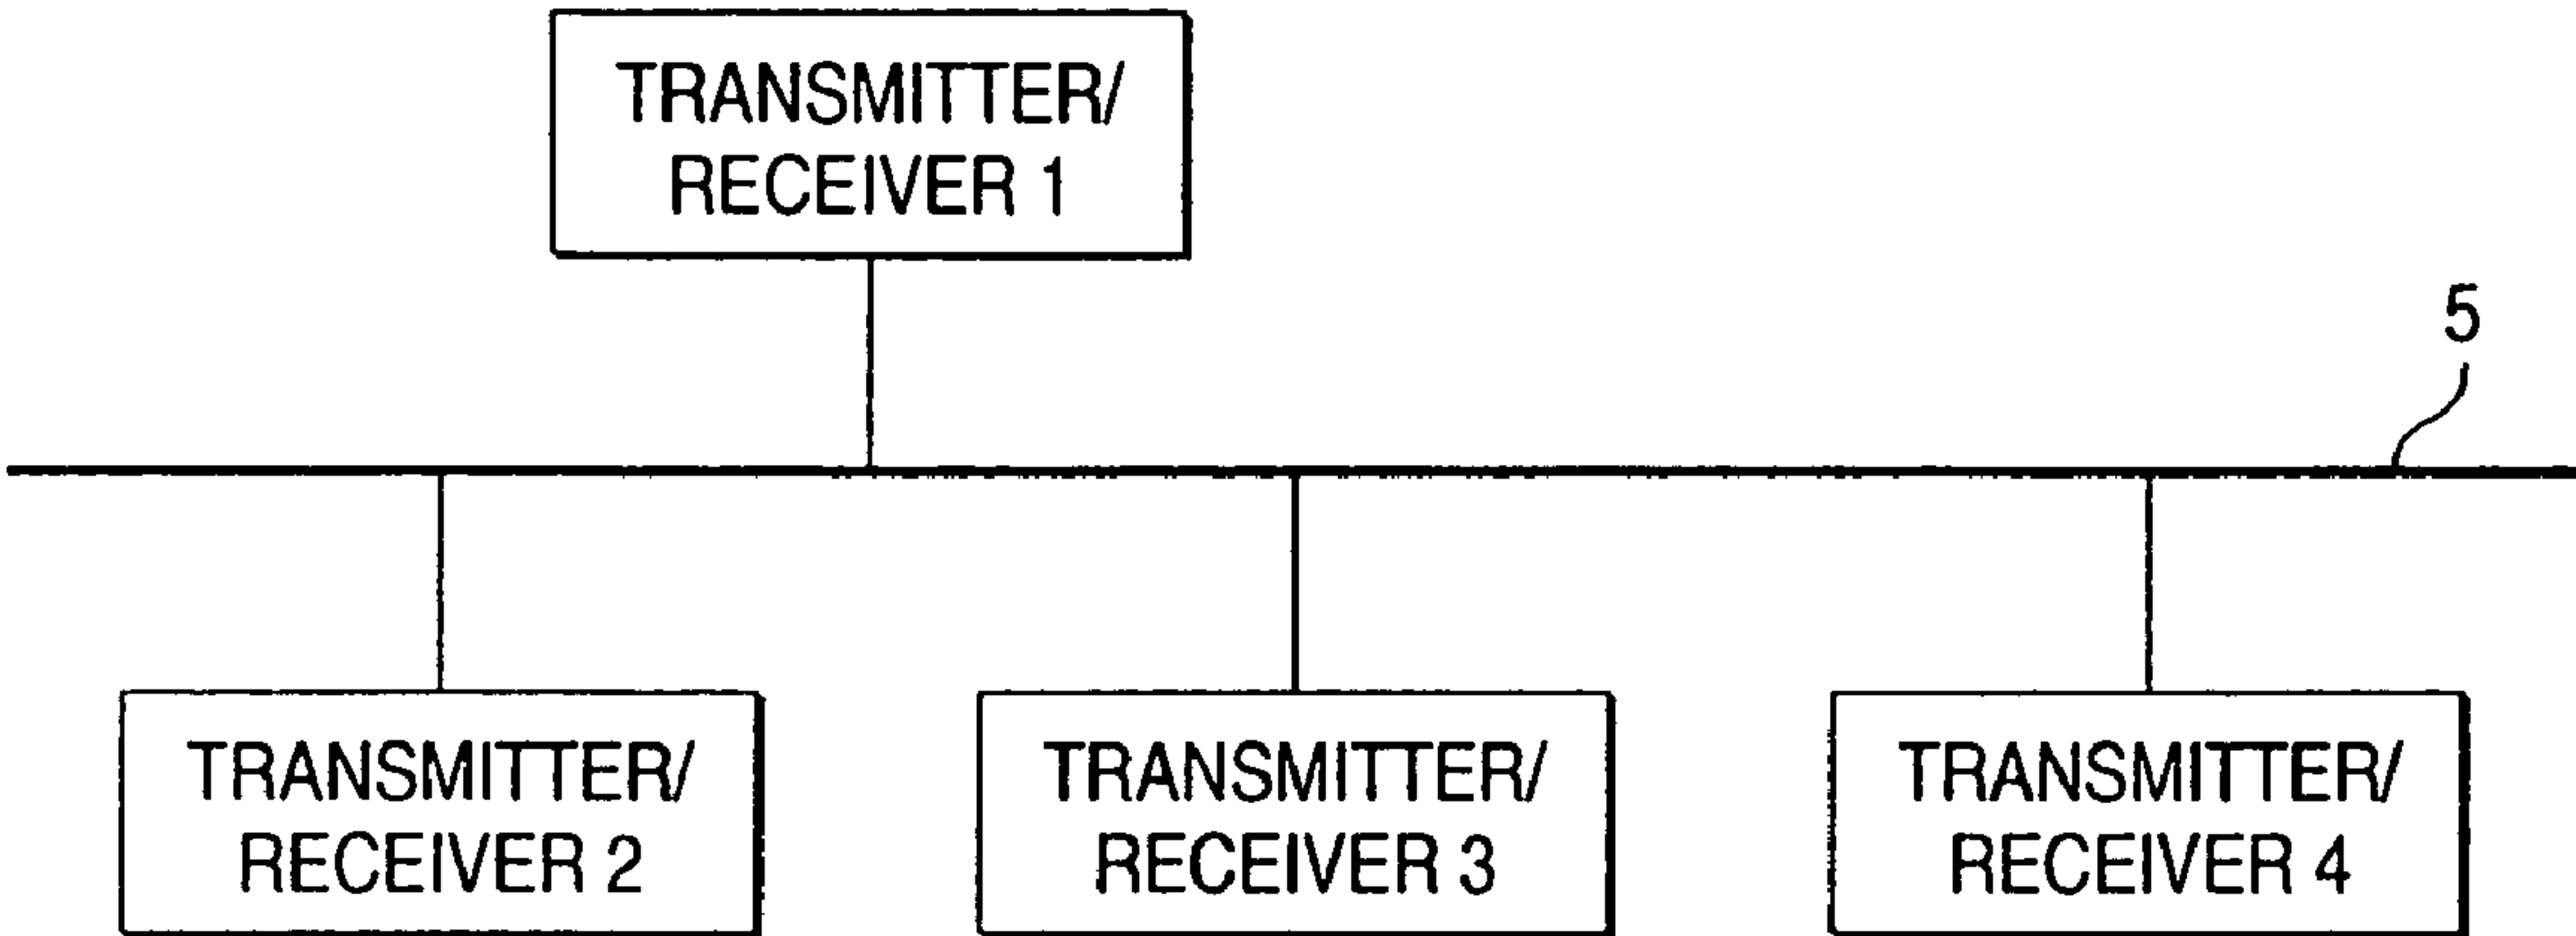 TRANSMITTER/
RECEIVER 1
5
TRANSMITTER/
RECEIVER 2
TRANSMITTER/
RECEIVER 3
TRANSMITTER/
RECEIVER 4